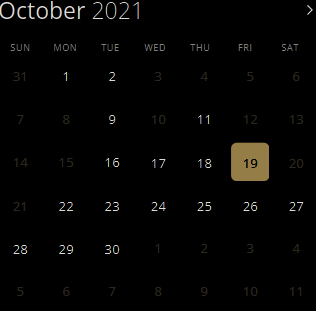 October 2021
SUN MON TUE WED THU FRI SAT
31 1 2 3 4 5 6
7 8 9 10 11 12 13
14 15 16 17 18 19 20
21 22 23 24 25 26 27
28 29 30 1 2 3 4
5 6 7 8 9 10 11